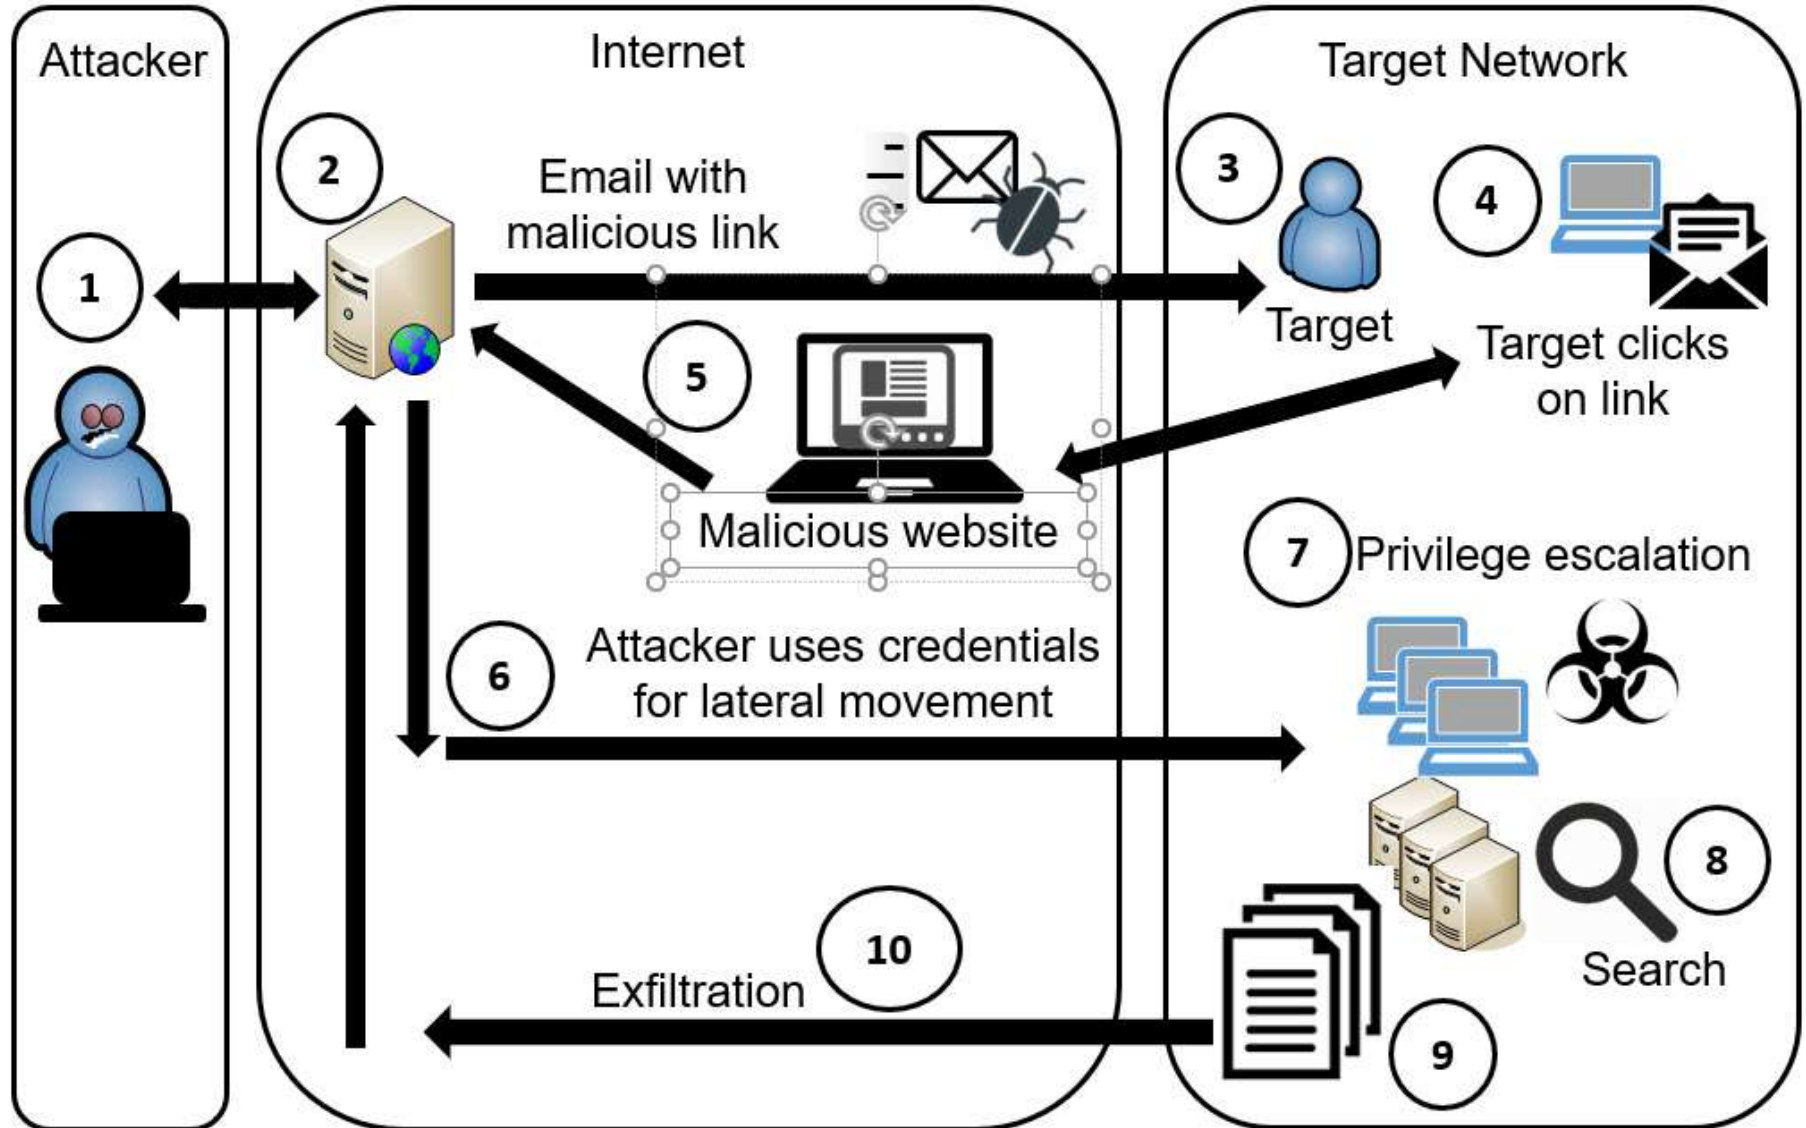 Attacker
Internet
Target Network
1
2
Email with
malicious link
3
Target
4
Target clicks
on link
5
Malicious website
6
Attacker uses credentials
for lateral movement
7
Privilege escalation
8
Search
9
10
Exfiltration